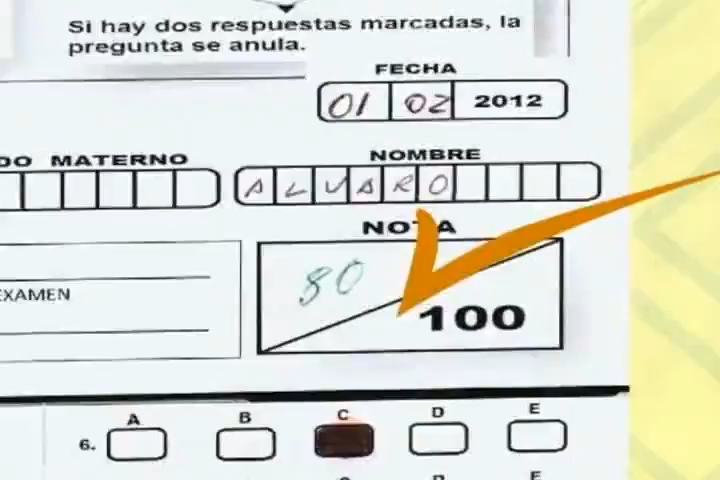 Si hay dos respuestas marcadas, la
pregunta se anula.
FECHA
01 02 2012
DO MATERNO
NOMBRE
ALVARO
NOTA
80
100
EXAMEN
A B C D E
6.